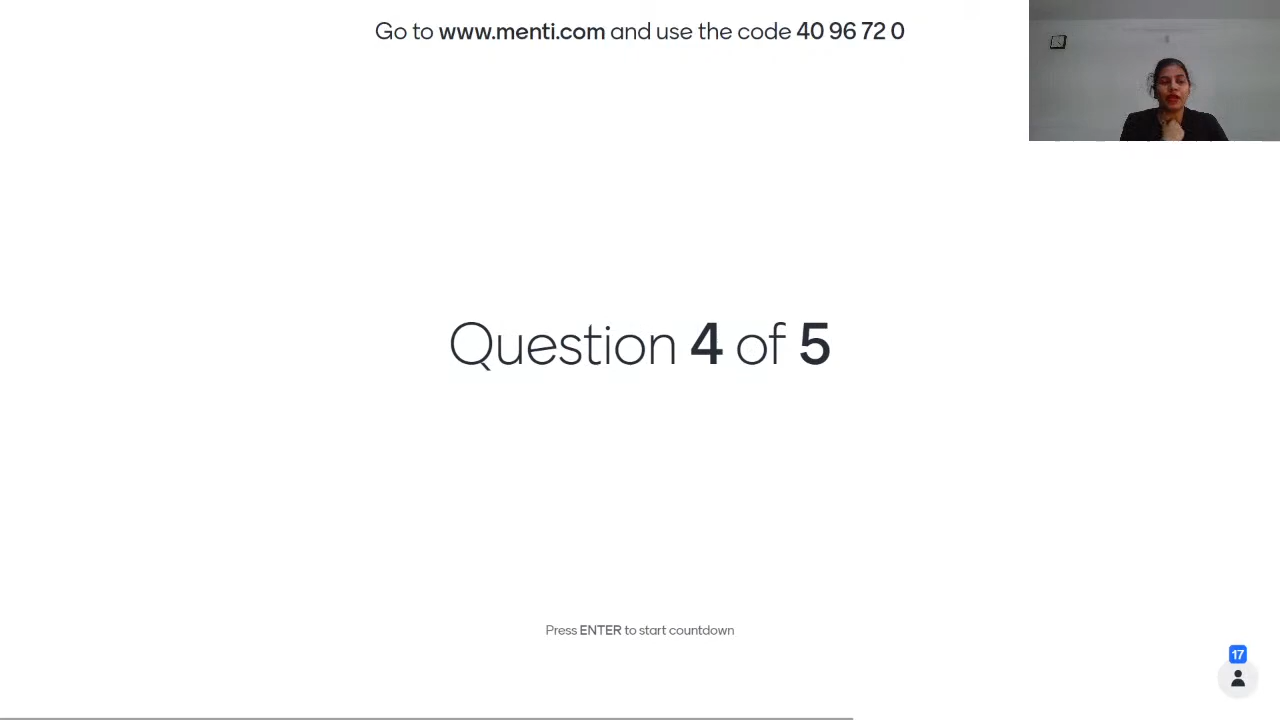 Go to www.menti.com and use the code 40 96 72 0
Question 4 of 5
Press ENTER to start countdown
17